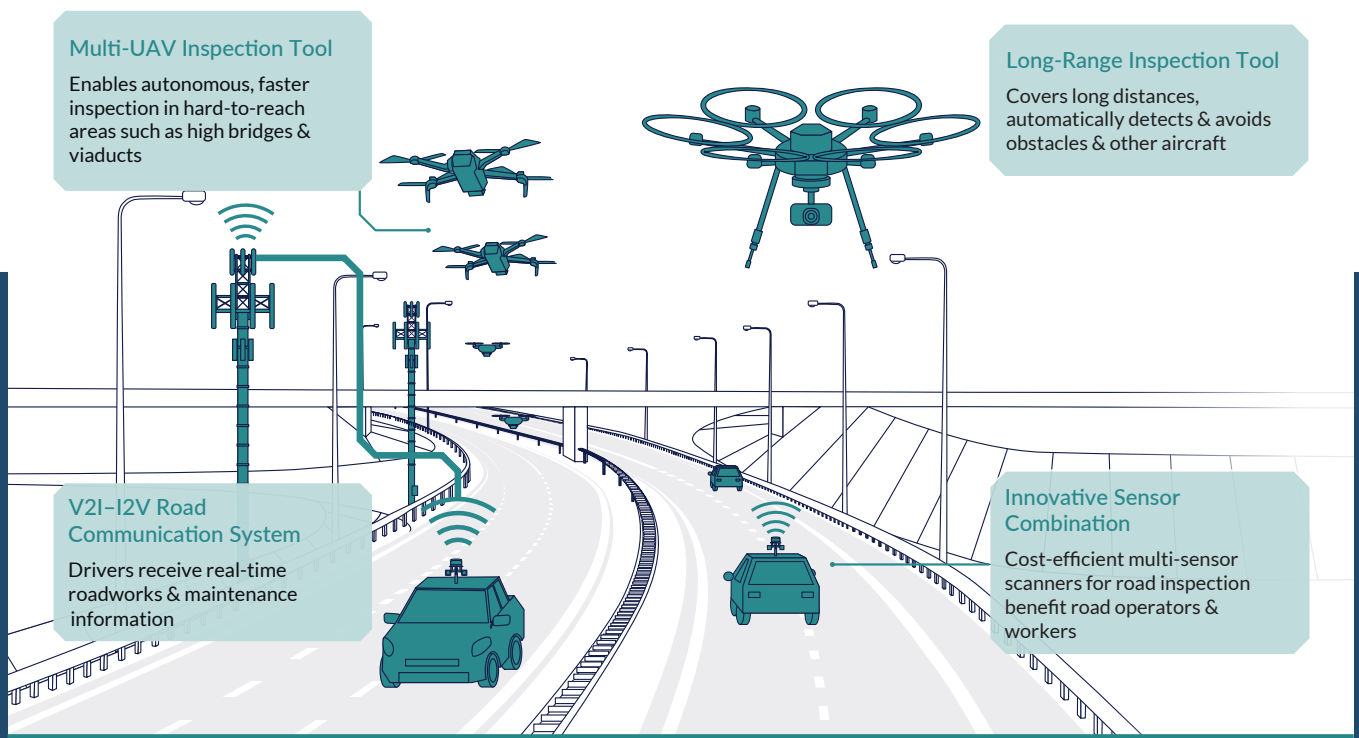 Multi-UAV Inspection Tool
Enables autonomous, faster
inspection in hard-to-reach
areas such as high bridges &
viaducts
Long-Range Inspection Tool
Covers long distances,
automatically detects & avoids
obstacles & other aircraft
V2I–I2V Road
Communication System
Drivers receive real-time
roadworks & maintenance
information
Innovative Sensor
Combination
Cost-efficient multi-sensor
scanners for road inspection
benefit road operators &
workers